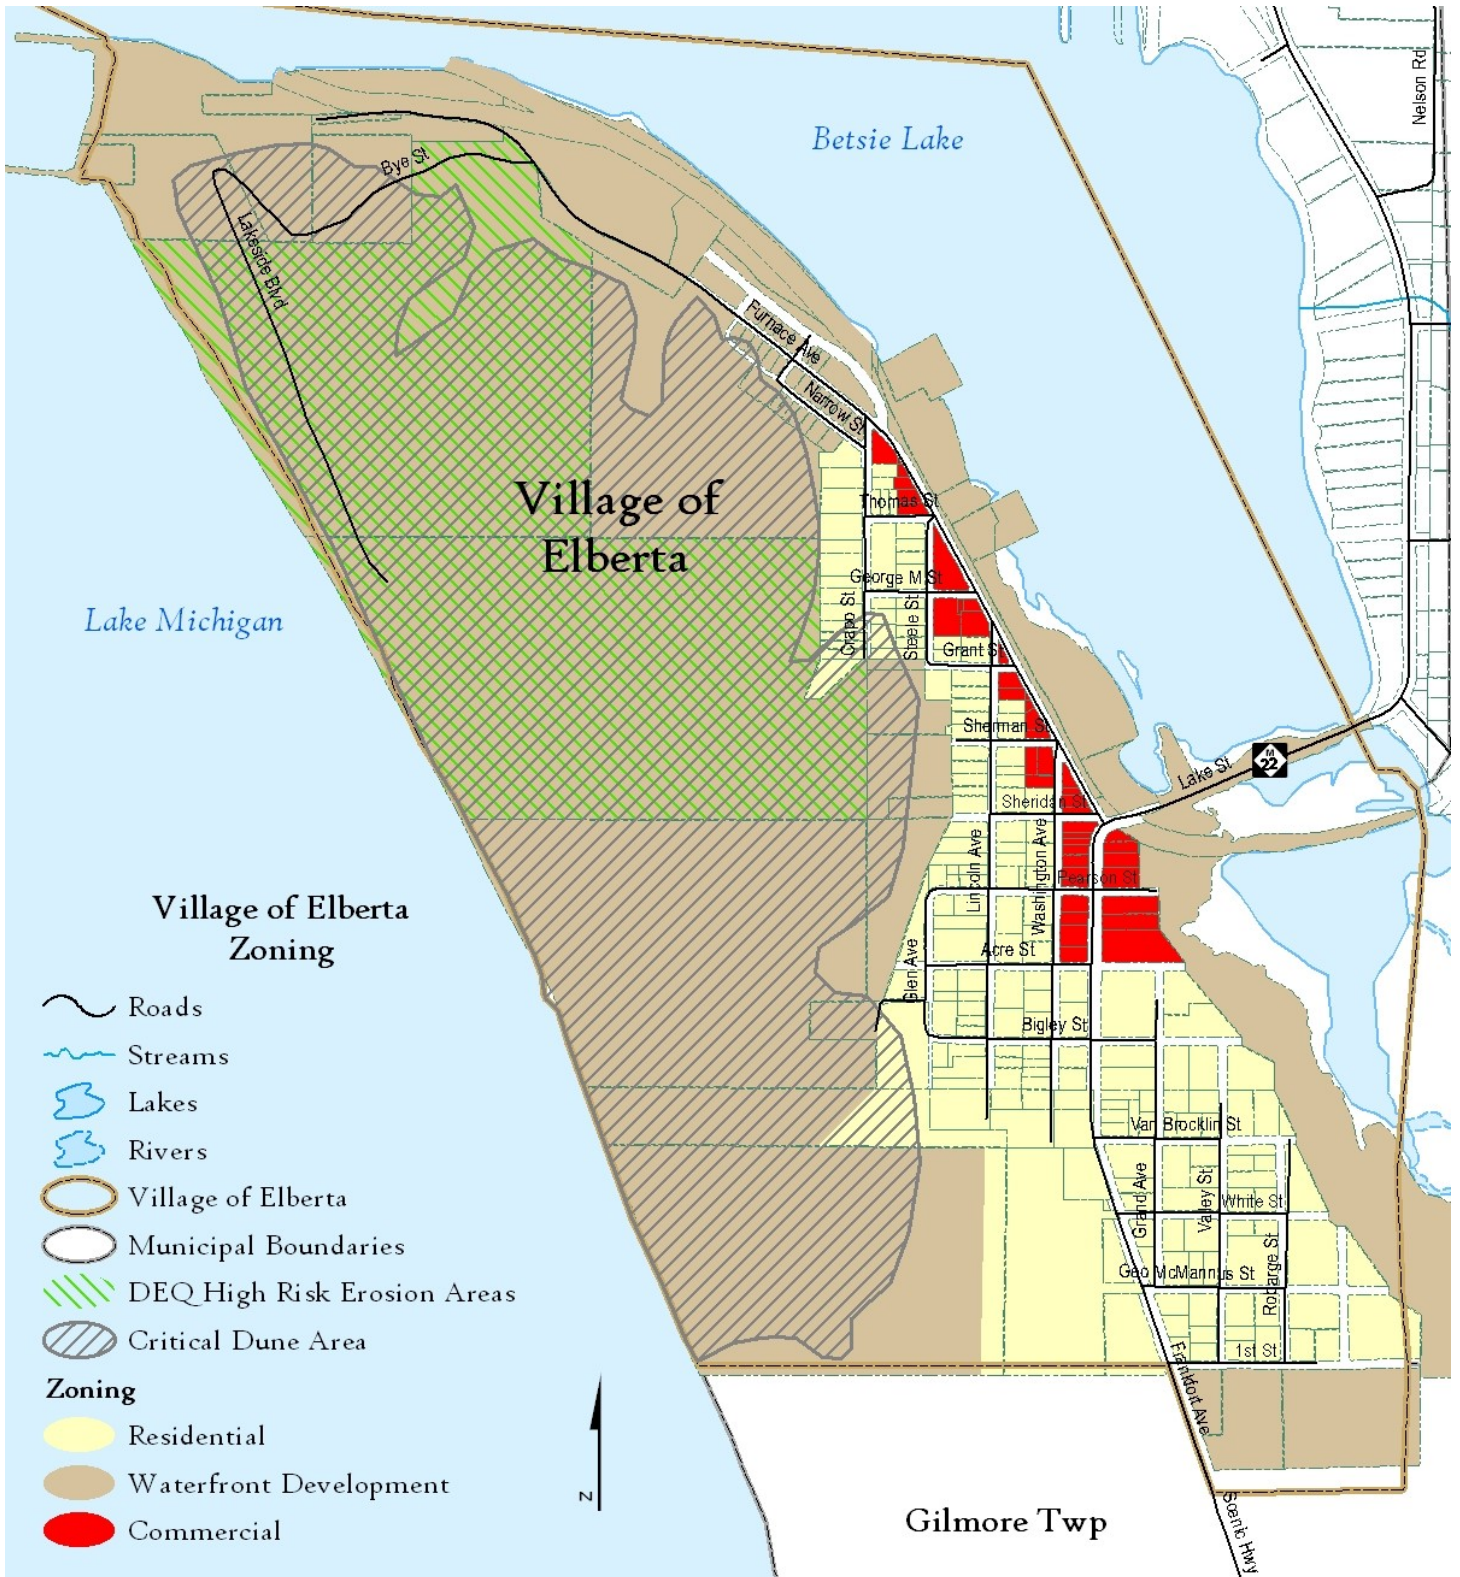 Nelson Rd
Betsie Lake
Bye St
Lakeside Blvd
Furnace Ave
Narrow St
Village of
Elberta
Thomas St
George M St
Crapo St
Steele St
Grant St
Lake Michigan
Sherman St
M
22
Lake St
Sheridan St
Lincoln Ave
Washington Ave
Pearson St
Village of Elberta
Zoning
Acre St
Glen Ave
Roads
Bigley St
Streams
Lakes
Van Brocklin St
Rivers
Village of Elberta
Grand Ave
Valley St
White St
Municipal Boundaries
Geo McMannus St
Robarge St
DEQ High Risk Erosion Areas
Critical Dune Area
1st St
Frankfort Ave
Zoning
Residential
Waterfront Development
N
Commercial
Gilmore Twp
Scenic Hwy